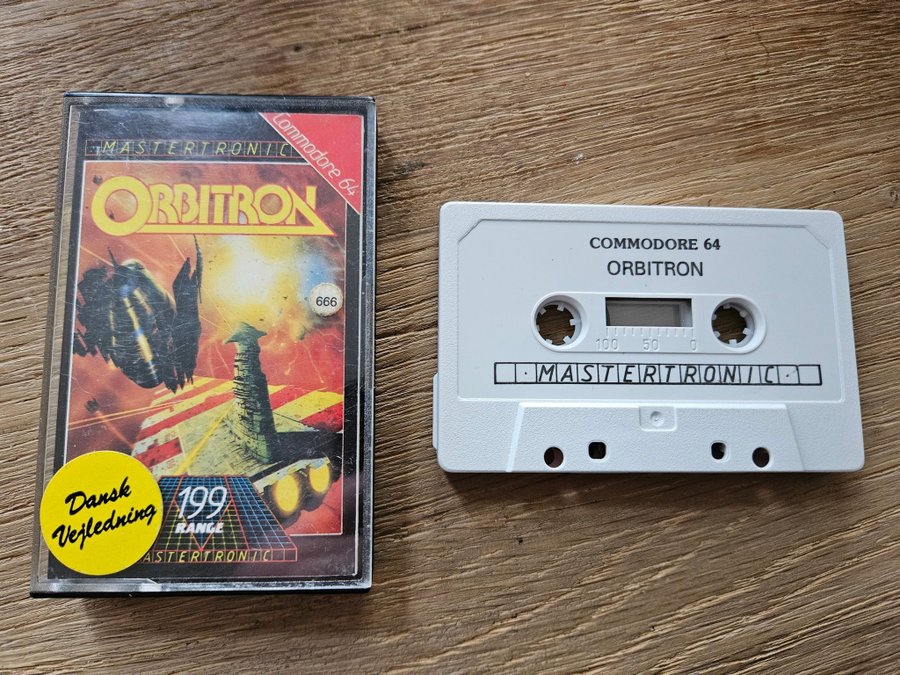 Commodore 64
MASTERTRONIC
ORBITRON
666
199
RANGE
Dansk
Vejledning
MASTERTRONIC
COMMODORE 64
ORBITRON
100 50 0
·MASTERTRONIC·